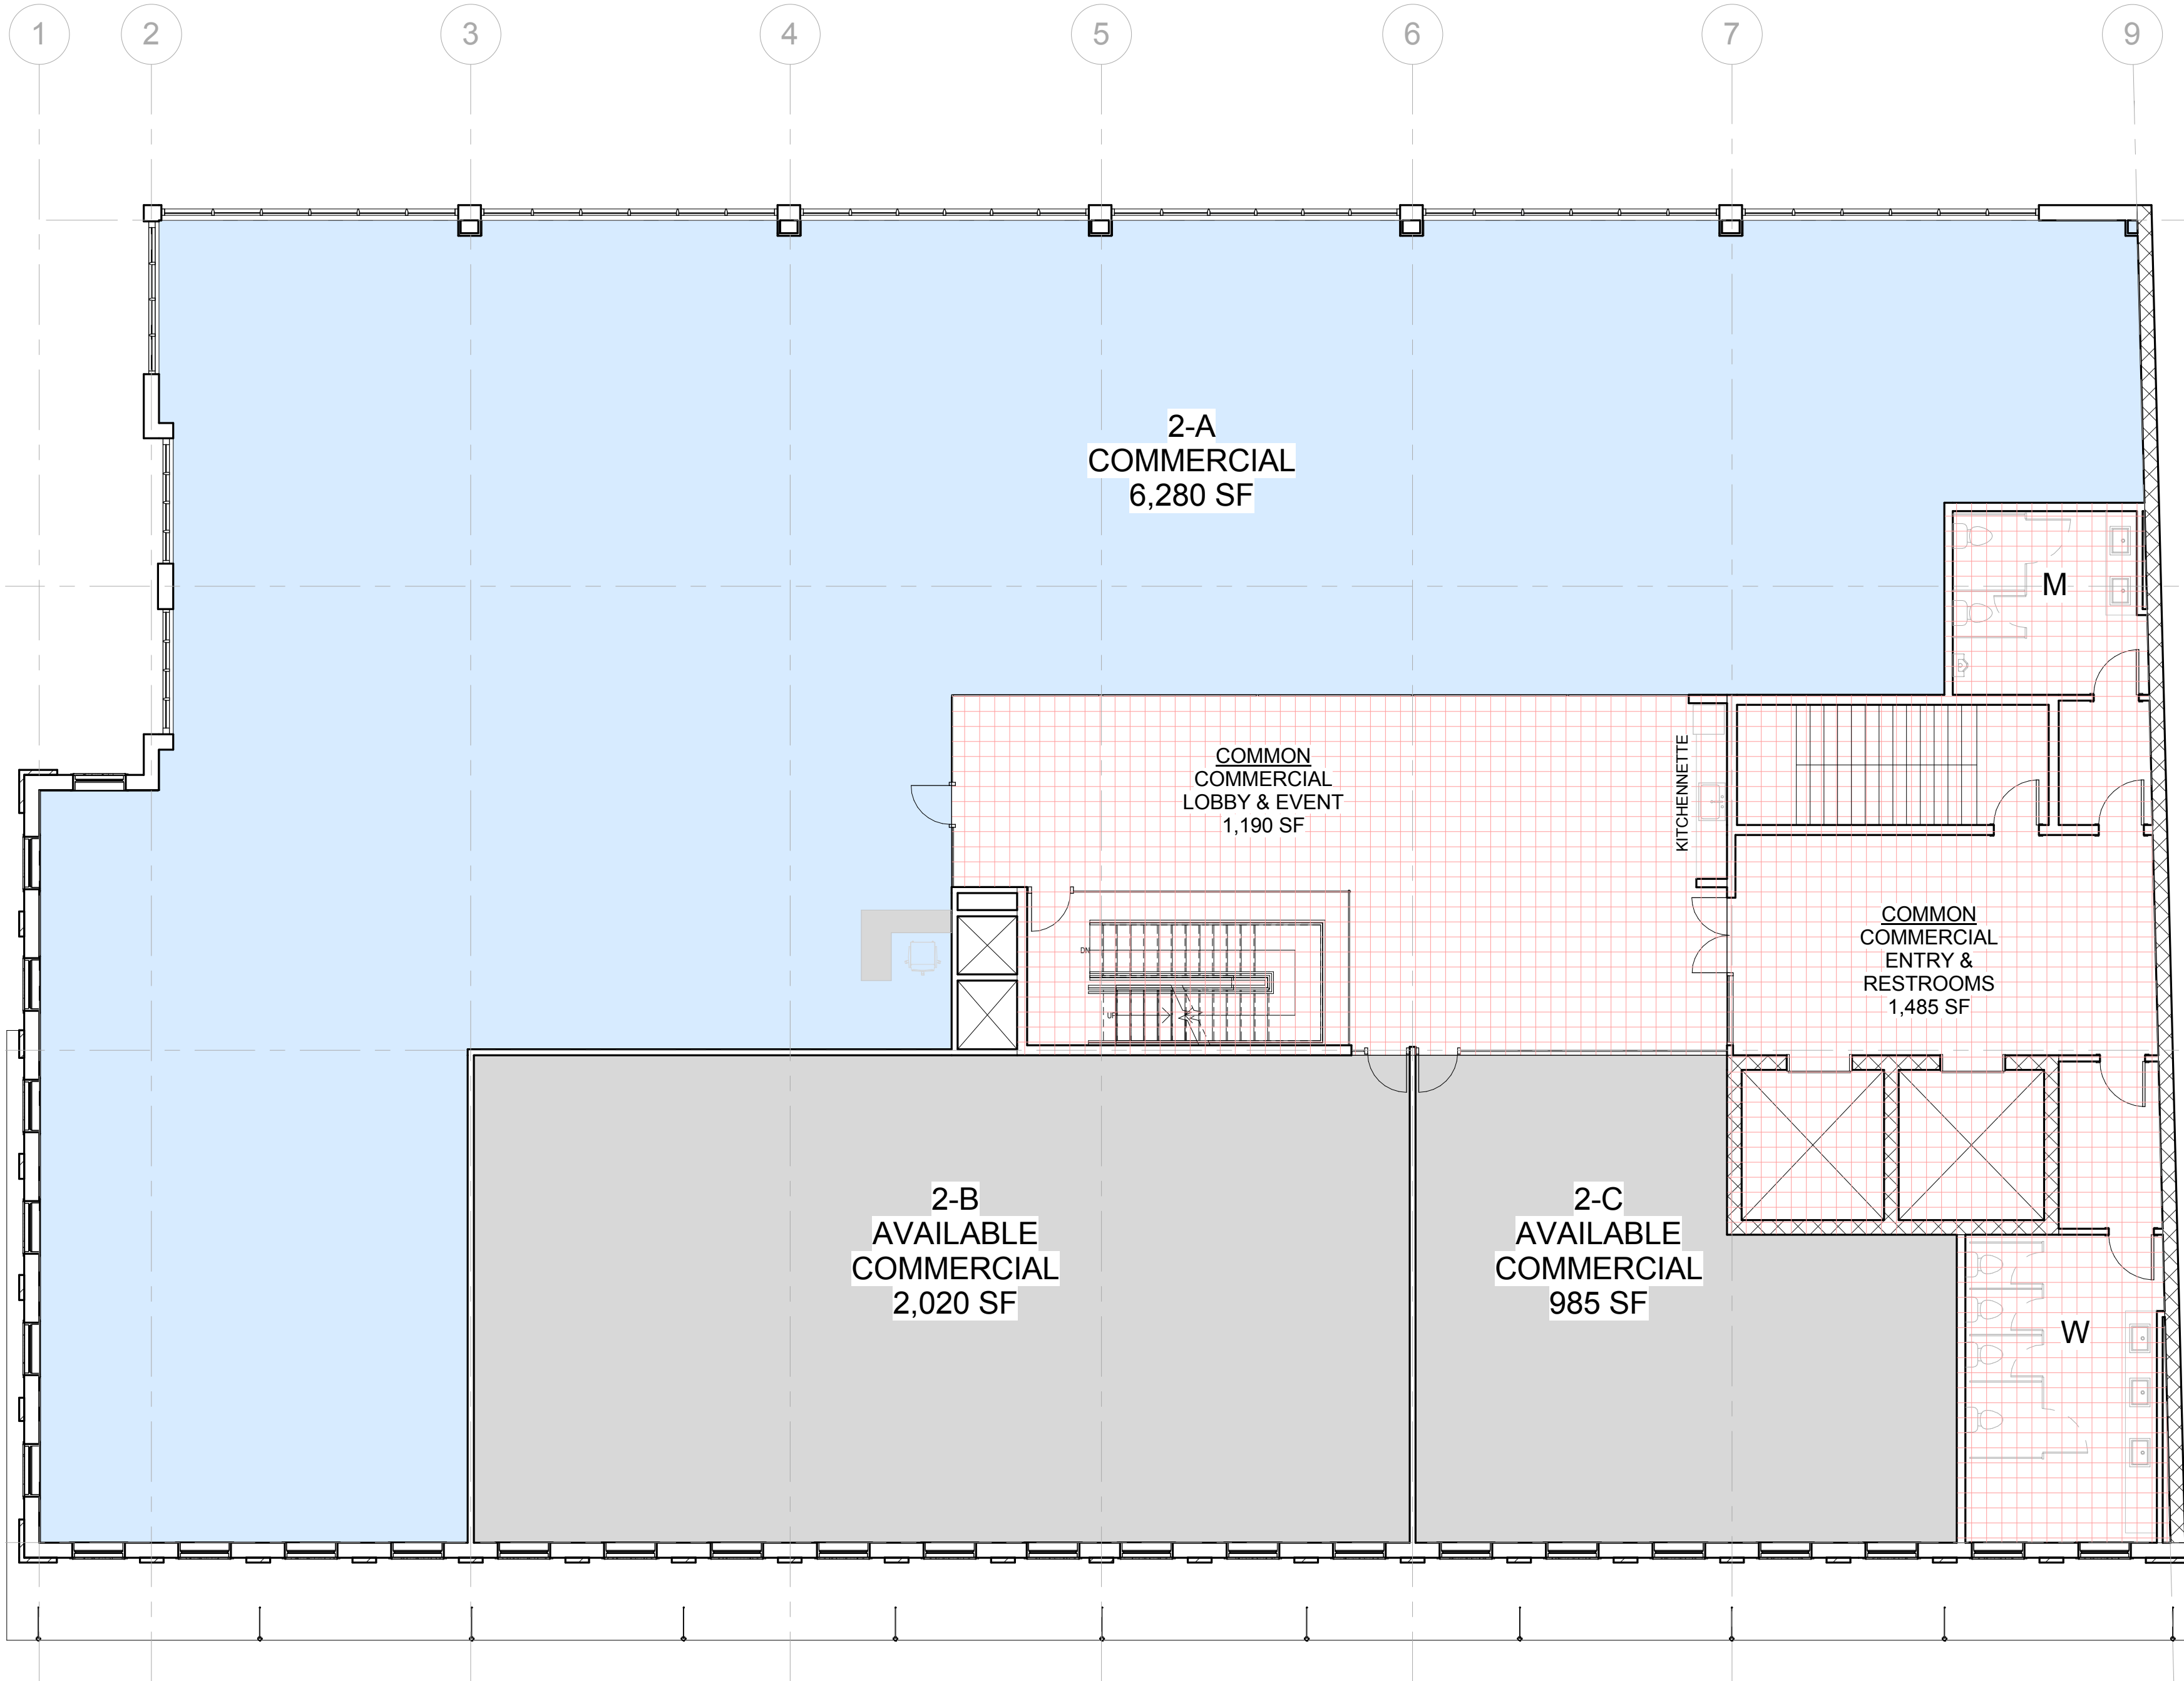 1 2 3 4 5 6 7 9
2-A
COMMERCIAL
6,280 SF
M
COMMON
COMMERCIAL
LOBBY & EVENT
1,190 SF
KITCHENNETTE
COMMON
COMMERCIAL
ENTRY &
RESTROOMS
1,485 SF
DN
UP
2-B
AVAILABLE
COMMERCIAL
2,020 SF
2-C
AVAILABLE
COMMERCIAL
985 SF
W